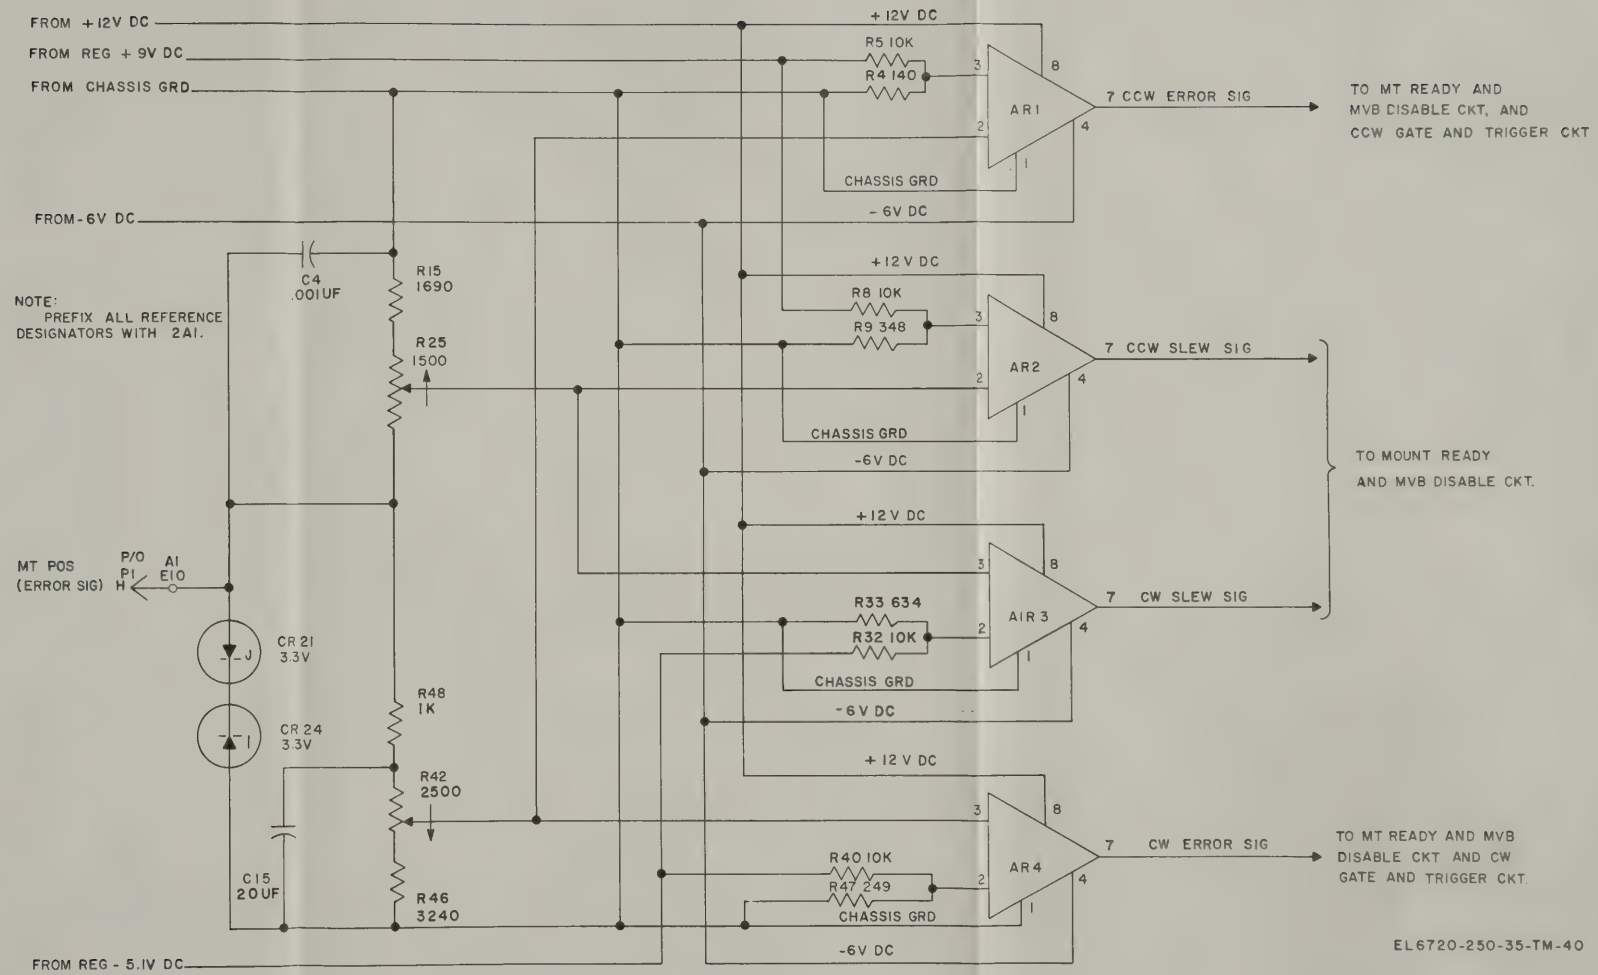 FROM +12V DC
+12V DC
FROM REG +9V DC
R5 10K
R4 140
FROM CHASSIS GRD
3
8
2
AR1
7 CCW ERROR SIG
4
1
TO MT READY AND
MVB DISABLE CKT, AND
CCW GATE AND TRIGGER CKT
CHASSIS GRD
FROM-6V DC
-6V DC
C4
.001UF
R15
1690
+12V DC
NOTE:
PREFIX ALL REFERENCE
DESIGNATORS WITH 2A1.
R25
1500
R8 10K
R9 348
3
8
2
AR2
7 CCW SLEW SIG
4
1
CHASSIS GRD
-6V DC
TO MOUNT READY
AND MVB DISABLE CKT.
+12V DC
MT POS
(ERROR SIG)
P/O
P1
H
A1
E10
3
8
R33 634
R32 10K
2
AIR 3
7 CW SLEW SIG
4
1
CR 21
3.3V
J
CHASSIS GRD
-6V DC
R48
1K
CR 24
3.3V
1
+12 V DC
R42
2500
3
8
AR4
7 CW ERROR SIG
4
2
1
TO MT READY AND MVB
DISABLE CKT AND CW
GATE AND TRIGGER CKT.
R40 10K
R47 249
CHASSIS GRD
C15
20UF
R46
3240
-6V DC
EL6720-250-35-TM-40
FROM REG - 5.1V DC